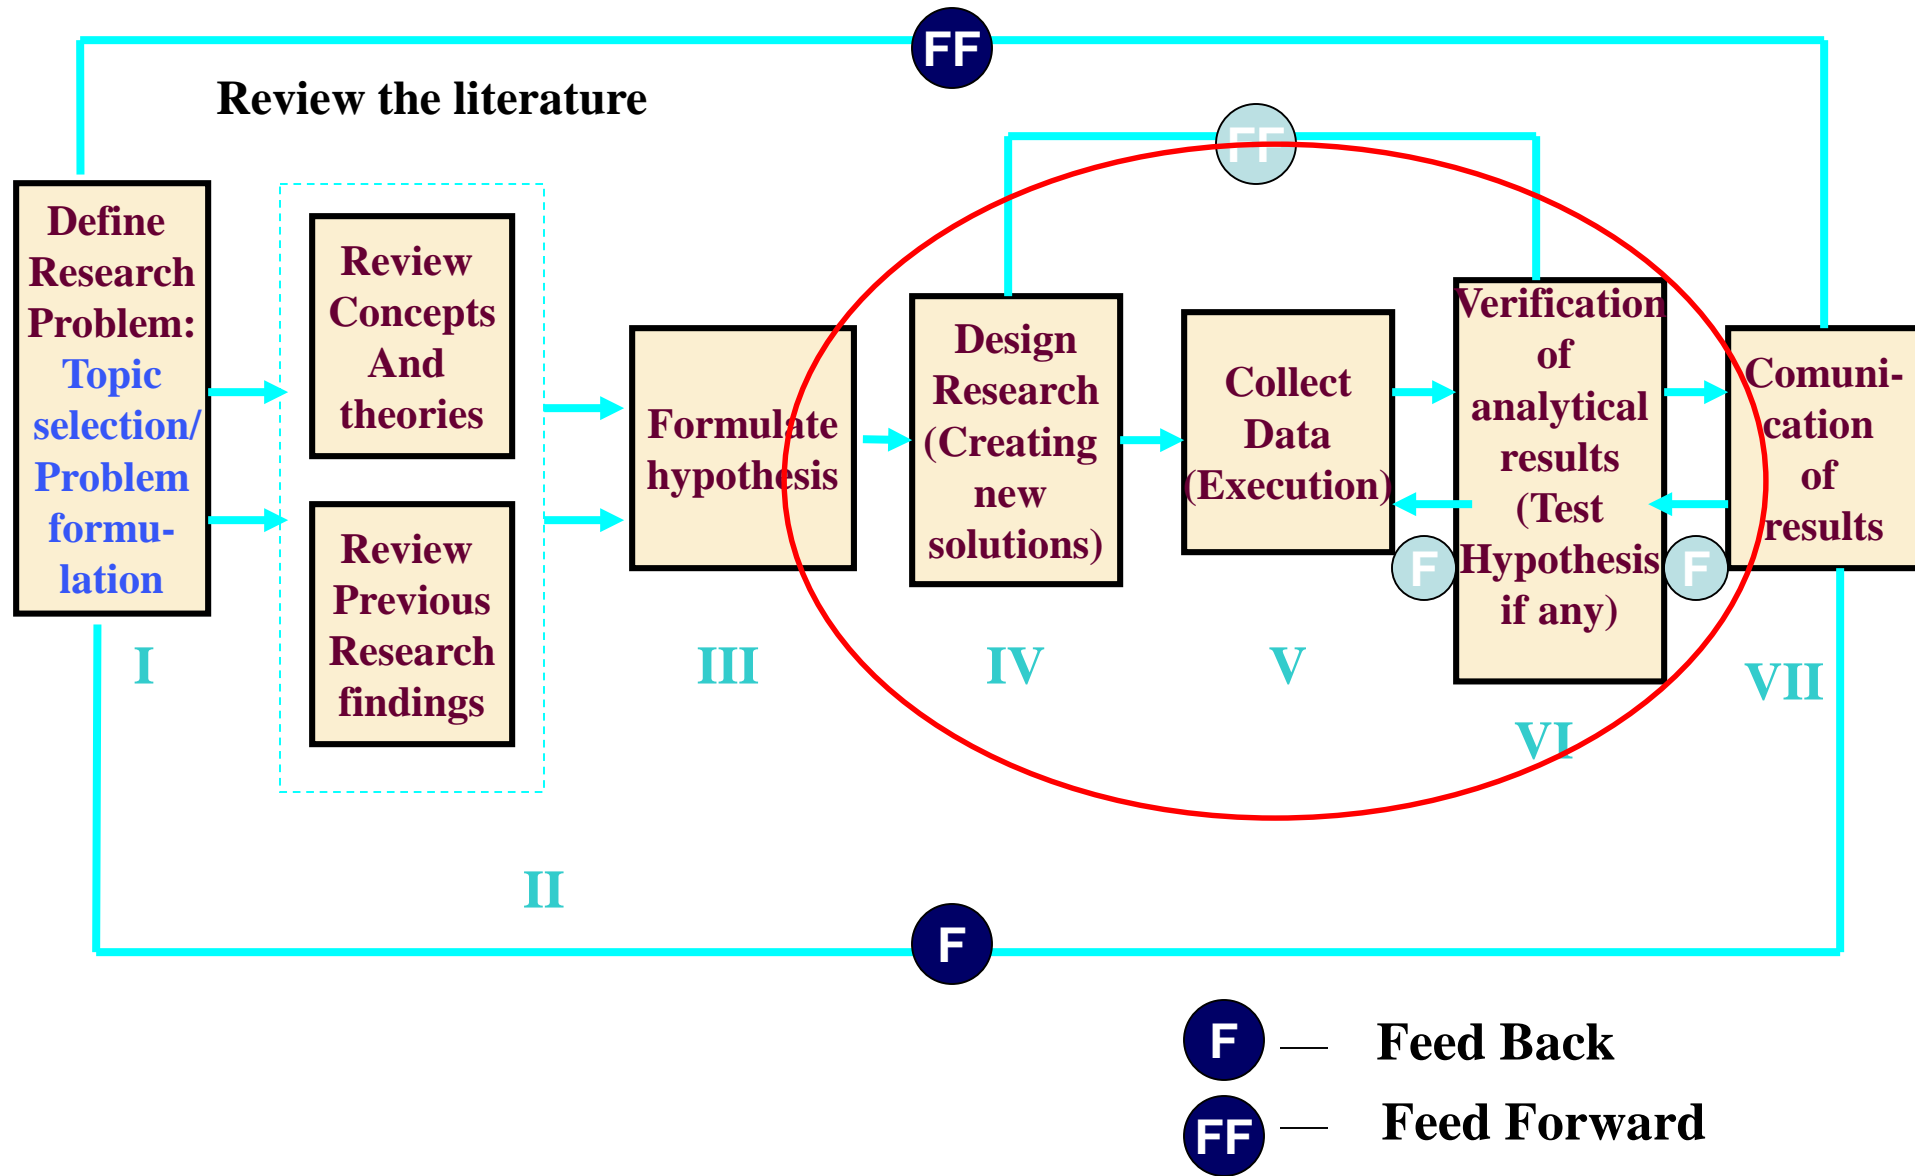 FF
Review the literature
FF
Define
Research
Problem:
Topic
selection/
Problem
formu-
lation
I
Review
Concepts
And
theories
Review
Previous
Research
findings
II
Formulate
hypothesis
III
Design
Research
(Creating
new
solutions)
IV
Collect
Data
(Execution)
V
F
Verification
of
analytical
results
(Test
Hypothesis
if any)
VI
F
Comuni-
cation
of
results
VII
F
F — Feed Back
FF — Feed Forward